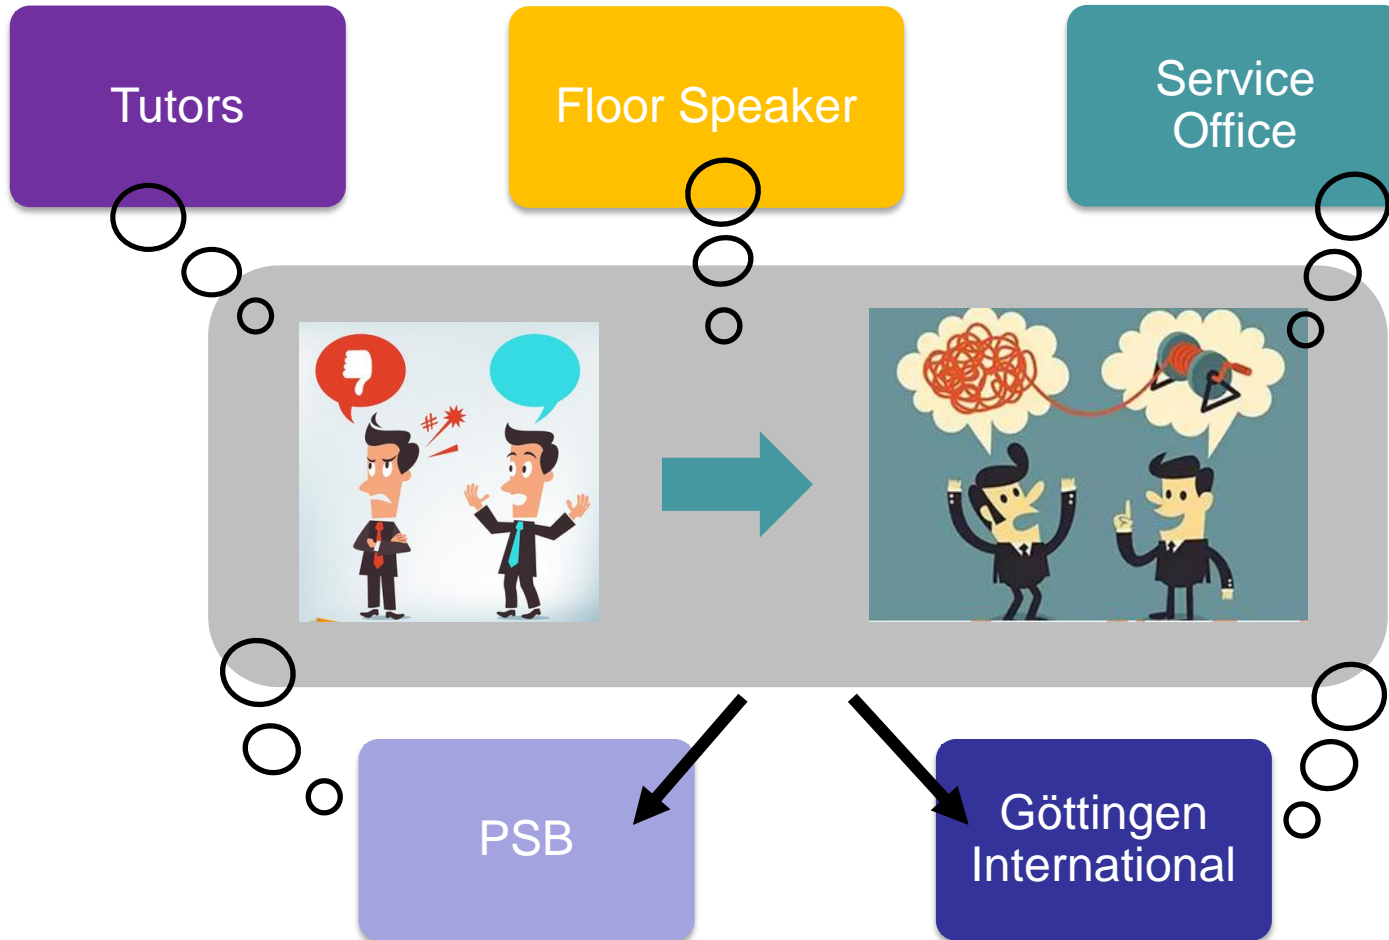 Tutors
Floor Speaker
Service
Office
#
PSB
Göttingen
International